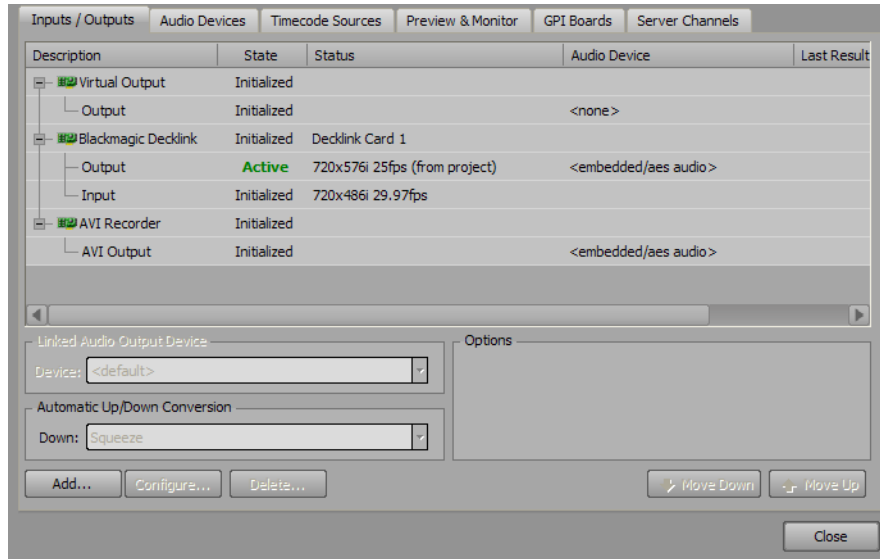 Inputs / Outputs Audio Devices Timecode Sources Preview & Monitor GPI Boards Server Channels
Description State Status Audio Device Last Result
Virtual Output Initialized
Output Initialized <none>
Blackmagic Decklink Initialized Decklink Card 1
Output Active 720x576i 25fps (from project) <embedded/aes audio>
Input Initialized 720x486i 29.97fps
AVI Recorder Initialized
AVI Output Initialized <embedded/aes audio>
Linked Audio Output Device Options
Device: <default>
Automatic Up/Down Conversion
Down: Squeeze
Add... Configure... Delete... Move Down Move Up
Close